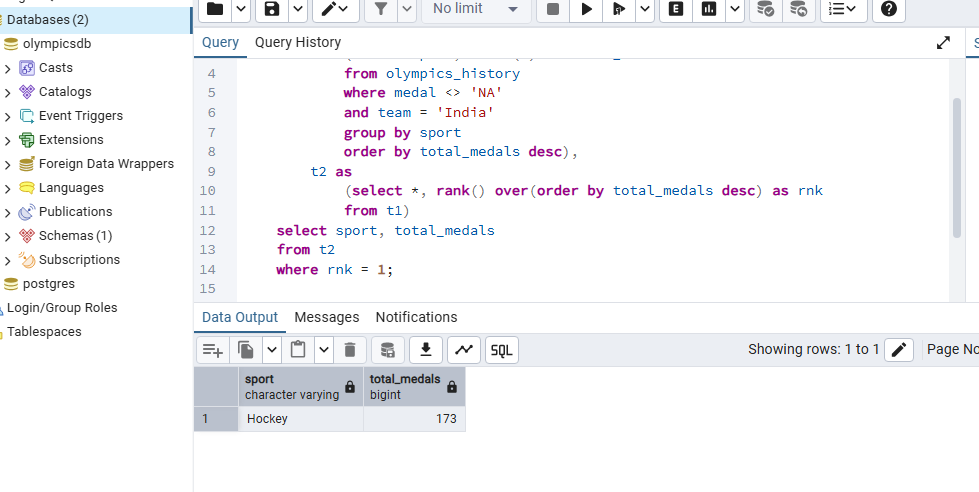 Databases (2)
olympicsdb
Casts
Catalogs
Event Triggers
Extensions
Foreign Data Wrappers
Languages
Publications
Schemas (1)
Subscriptions
postgres
Login/Group Roles
Tablespaces
No limit
E
Query
Query History
4 from olympics_history
5 where medal <> 'NA'
6 and team = 'India'
7 group by sport
8 order by total_medals desc),
9 t2 as
10 (select *, rank() over(order by total_medals desc) as rnk
11 from t1)
12 select sport, total_medals
13 from t2
14 where rnk = 1;
15
Data Output
Messages
Notifications
SQL
Showing rows: 1 to 1
Page No
sport
character varying
total_medals
bigint
1 Hockey 173